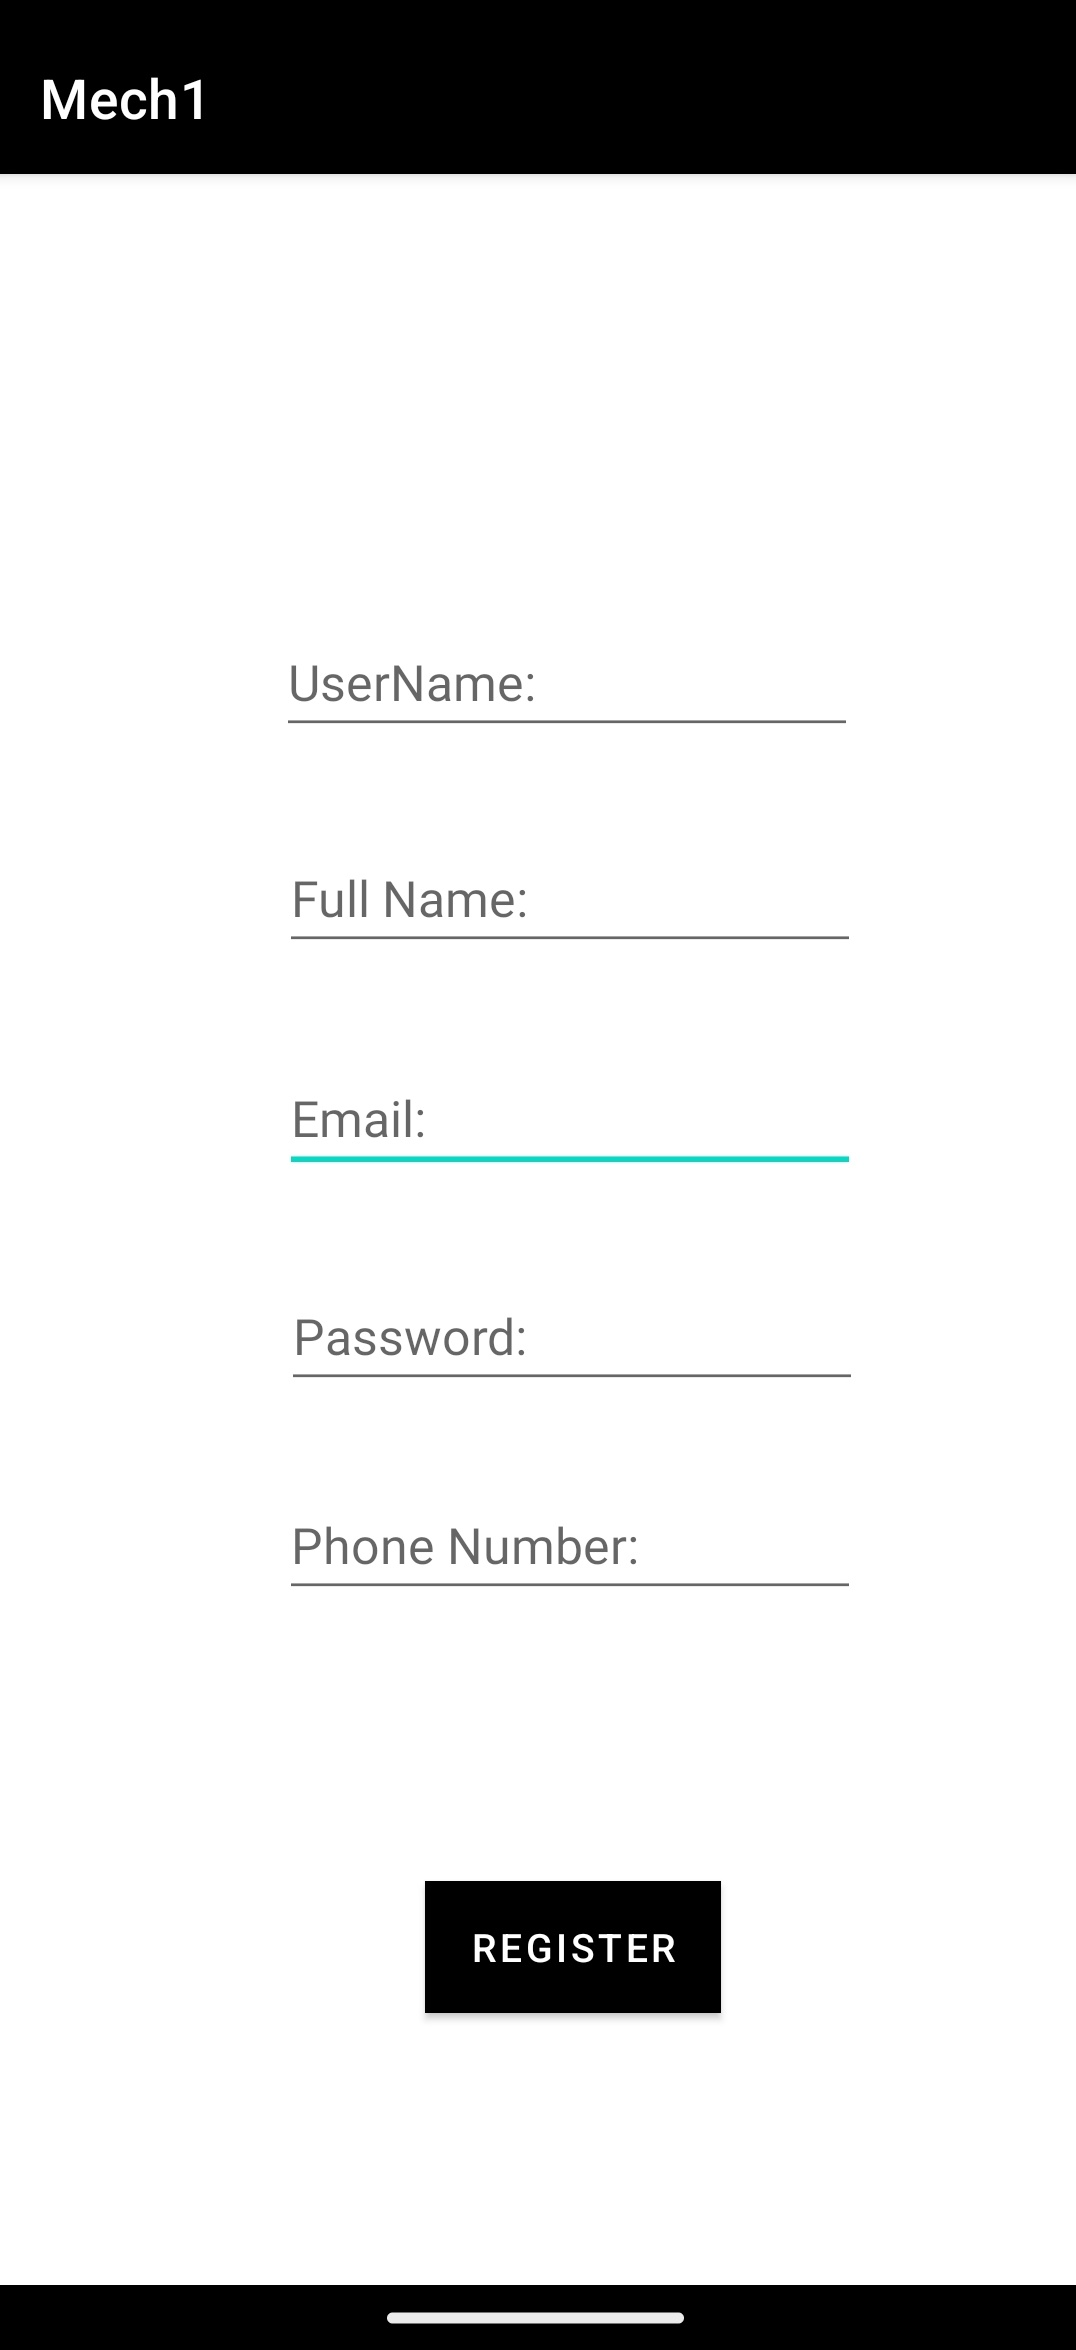 Mech1
UserName:
Full Name:
Email:
Password:
Phone Number:
REGISTER